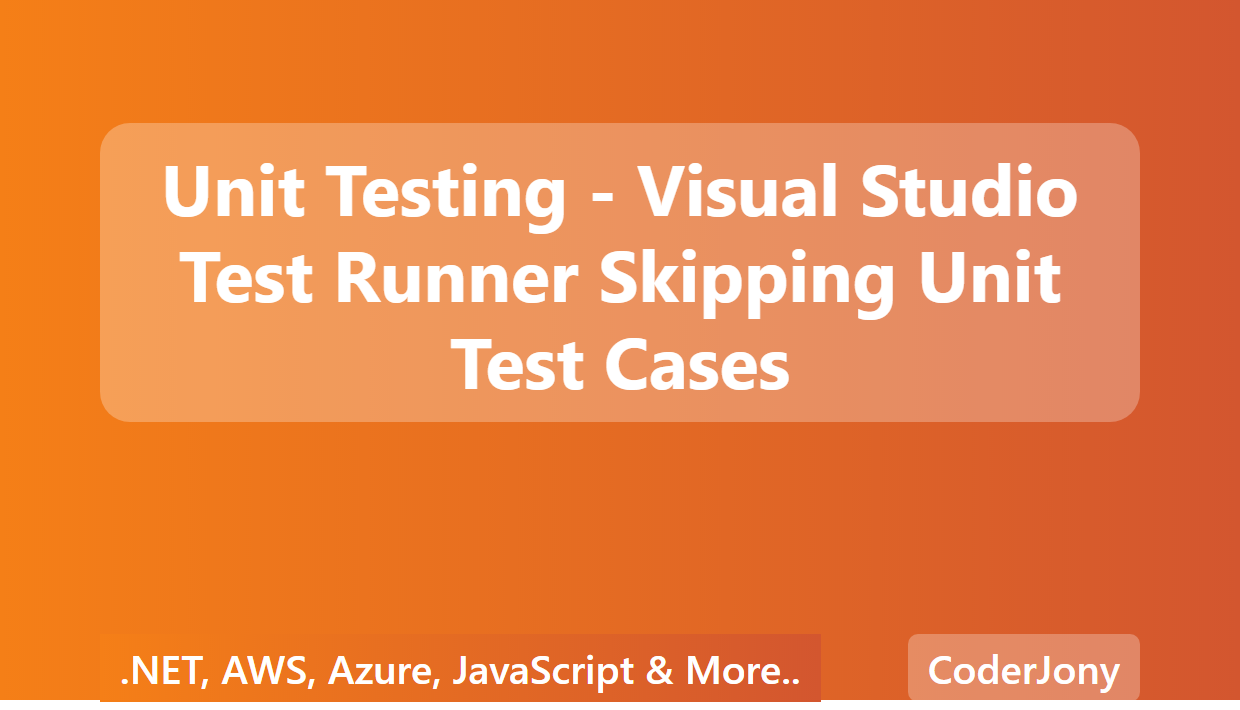 Unit Testing - Visual Studio
Test Runner Skipping Unit
Test Cases
.NET, AWS, Azure, JavaScript & More..
CoderJony